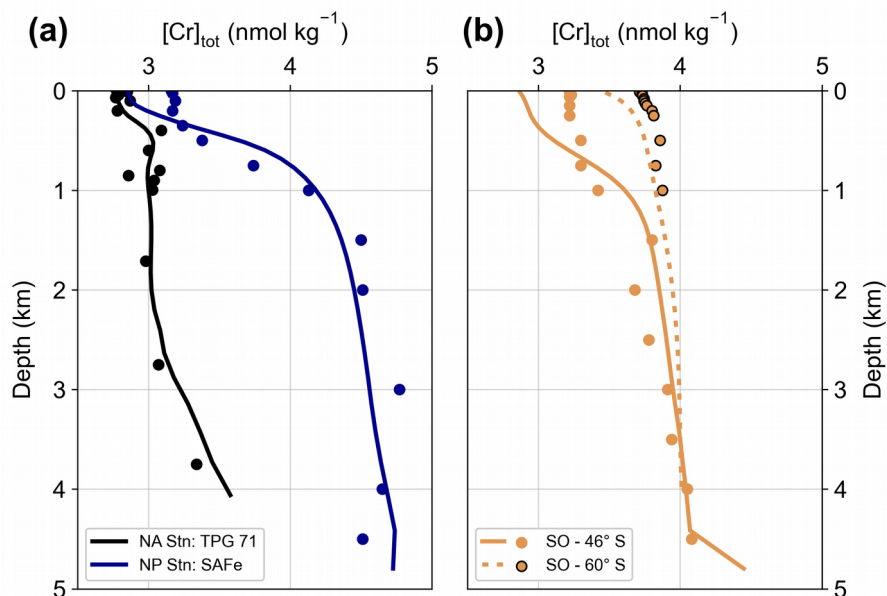 (a)
[Cr]tot (nmol kg−1)
3 4 5
0
1
2
3
4
5
Depth (km)
NA Stn: TPG 71
NP Stn: SAFe
(b)
[Cr]tot (nmol kg−1)
3 4 5
0
1
2
3
4
5
Depth (km)
SO - 46° S
SO - 60° S